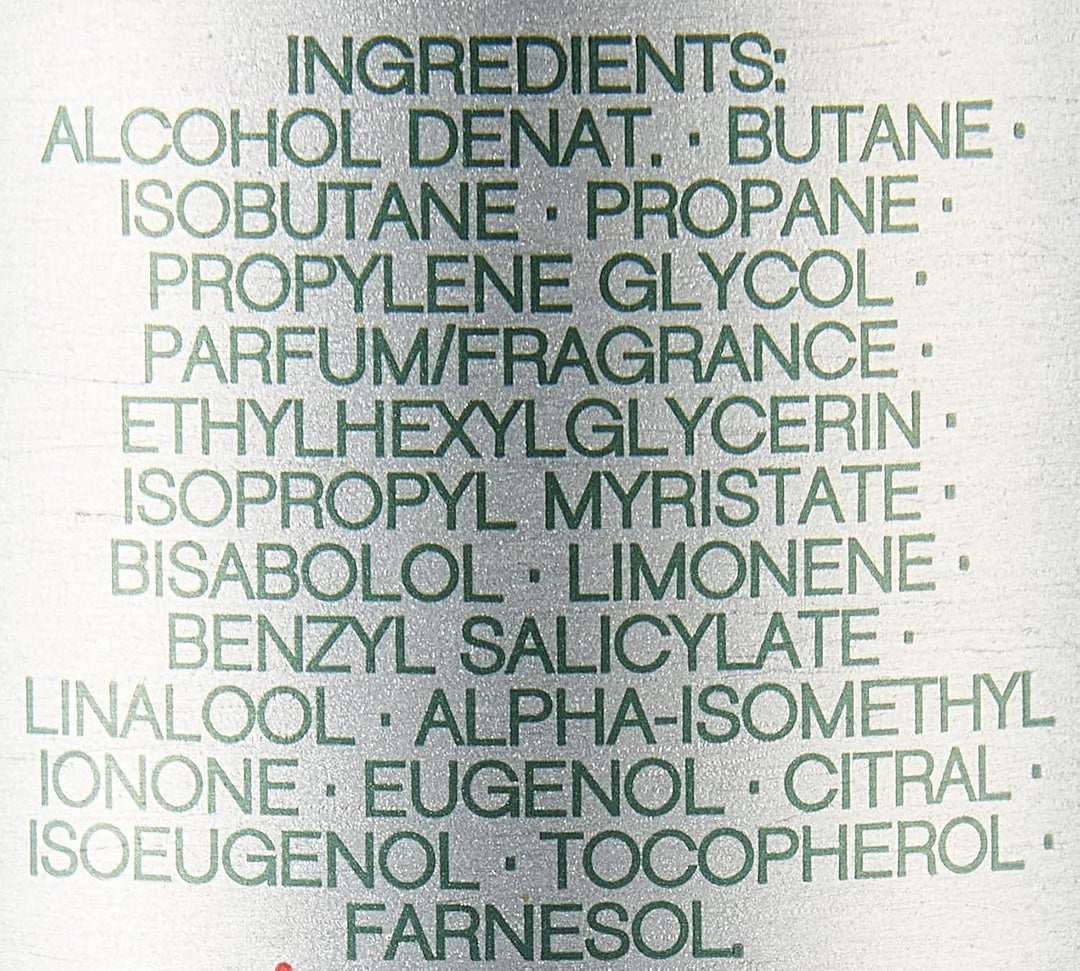 INGREDIENTS:
ALCOHOL DENAT. · BUTANE ·
ISOBUTANE · PROPANE ·
PROPYLENE GLYCOL ·
PARFUM/FRAGRANCE ·
ETHYLHEXYLGLYCERIN ·
ISOPROPYL MYRISTATE ·
BISABOLOL · LIMONENE ·
BENZYL SALICYLATE ·
LINALOOL · ALPHA-ISOMETHYL
IONONE · EUGENOL · CITRAL ·
ISOEUGENOL · TOCOPHEROL ·
FARNESOL.